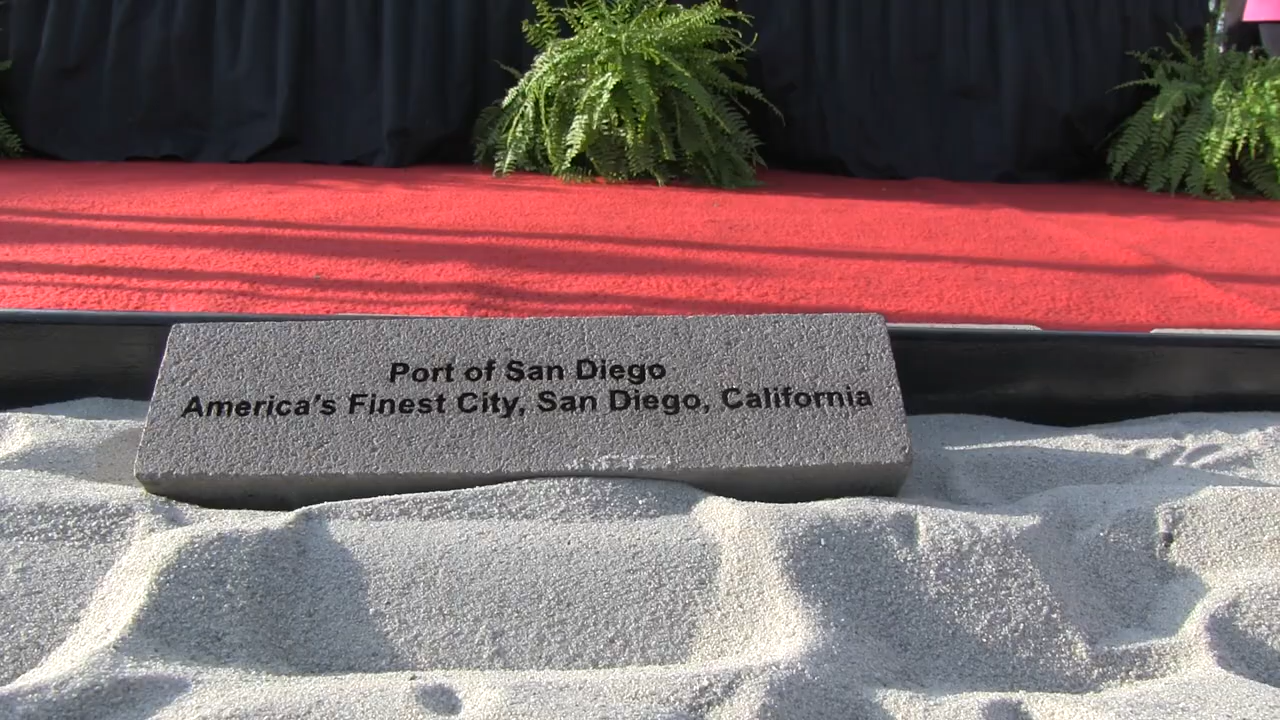 Port of San Diego
America's Finest City, San Diego, California